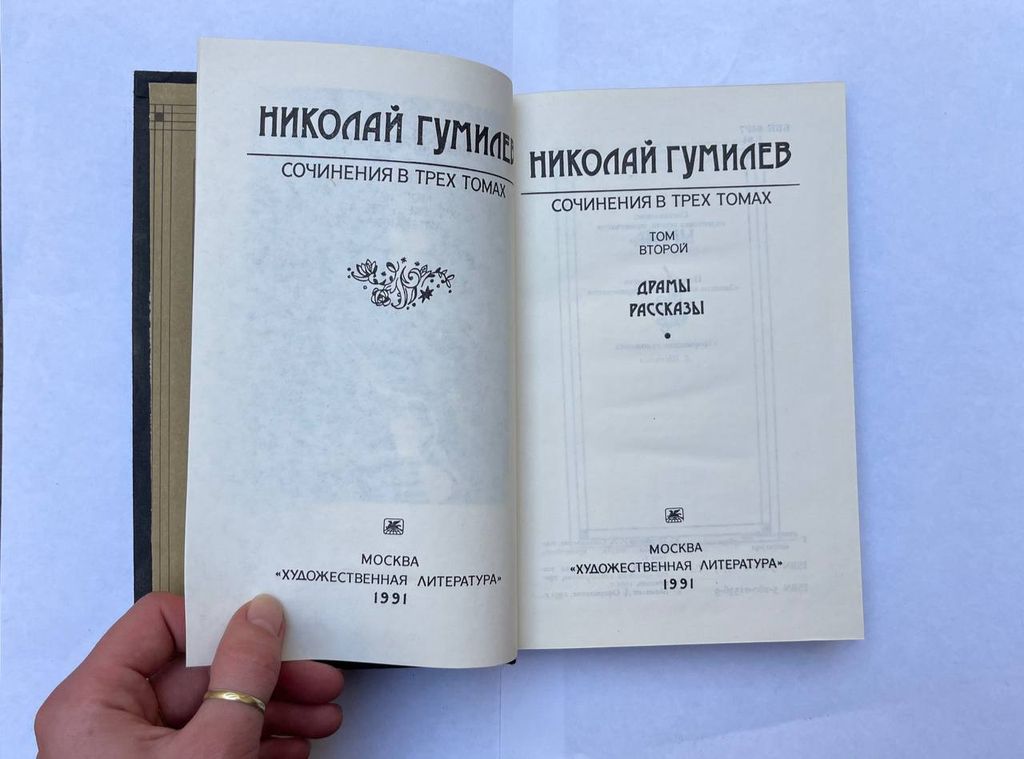 НИКОЛАЙ ГУМИЛЕВ
СОЧИНЕНИЯ В ТРЕХ ТОМАХ
МОСКВА
«ХУДОЖЕСТВЕННАЯ ЛИТЕРАТУРА»
1991
НИКОЛАЙ ГУМИЛЕВ
СОЧИНЕНИЯ В ТРЕХ ТОМАХ
ТОМ
ВТОРОЙ
ДРАМЫ
РАССКАЗЫ
МОСКВА
«ХУДОЖЕСТВЕННАЯ ЛИТЕРАТУРА»
1991